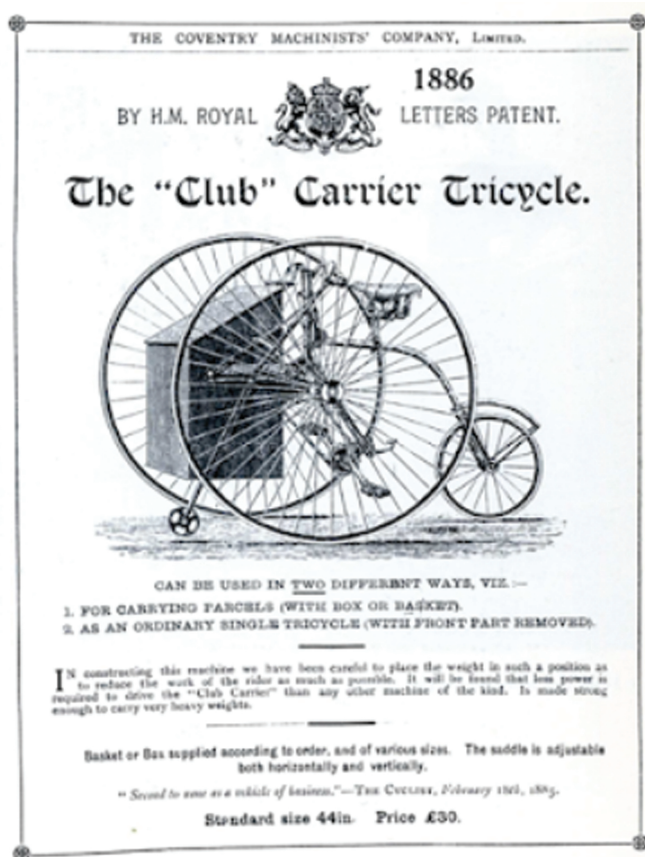 THE COVENTRY MACHINISTS' COMPANY, LIMITED.
1886
BY H.M. ROYAL LETTERS PATENT.
The "Club" Carrier Tricycle.
CAN BE USED IN TWO DIFFERENT WAYS, VIZ.:—
1. FOR CARRYING PARCELS (WITH BOX OR BASKET).
2. AS AN ORDINARY SINGLE TRICYCLE (WITH FRONT PART REMOVED).
IN constructing this machine we have been careful to place the weight in such a position as
to reduce the work of the rider as much as possible. It will be found that less power is
required to drive the "Club Carrier" than any other machine of the kind. Is made strong
enough to carry very heavy weights.
Basket or Box supplied according to order, and of various sizes. The saddle is adjustable
both horizontally and vertically.
"Second to none as a vehicle of business."—THE CYCLIST, February 18th, 1885.
Standard size 44in. Price £30.